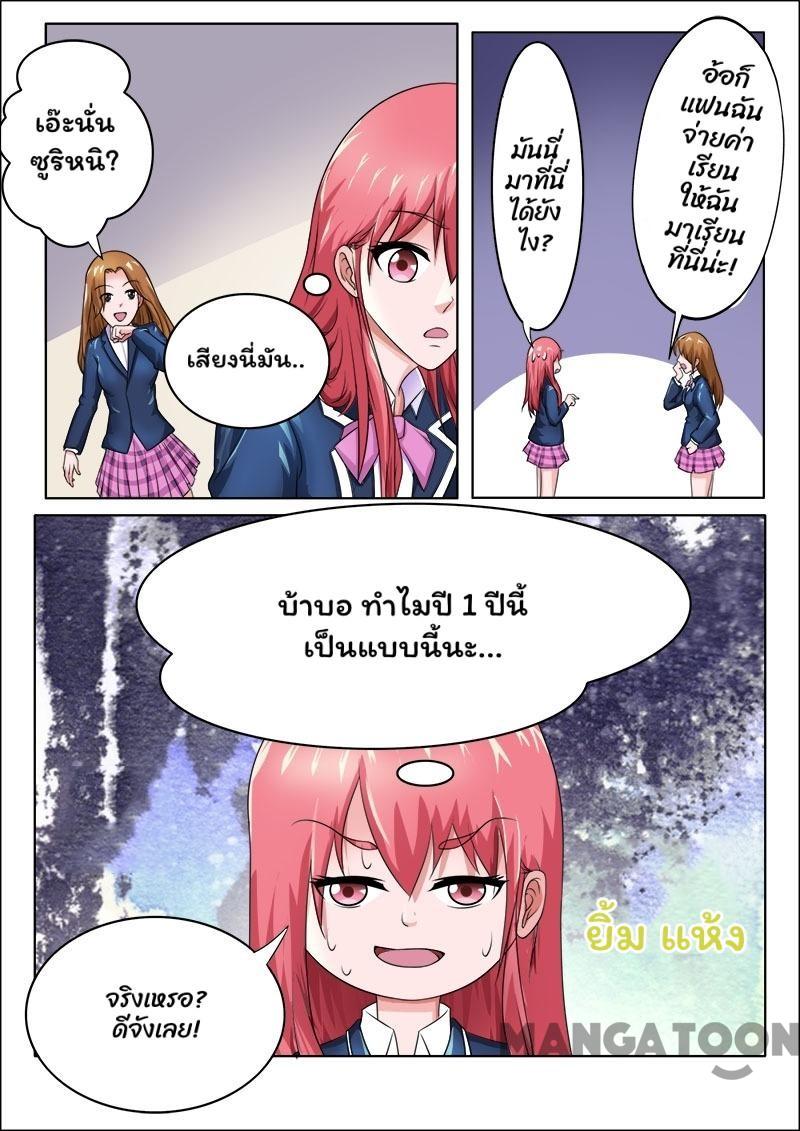 เอ๊ะนั่น
ซูริหนิ?
เสียงนี่มัน..
มันนี่
มาที่นี่
ได้ยัง
ไง?
อ้อก็
แฟนฉัน
จ่ายค่า
เรียน
ให้ฉัน
มาเรียน
ที่นี่น่ะ!
บ้าบอ ทำไมปี 1 ปีนี้
เป็นแบบนี้นะ...
ยิ้ม แห้ง
จริงเหรอ?
ดีจังเลย!
MANGATOON